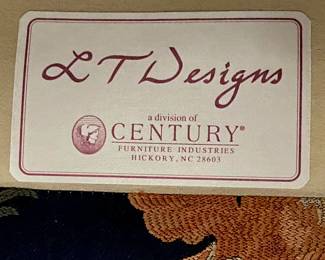 LT Designs
a division of
CENTURY®
FURNITURE INDUSTRIES
HICKORY, NC 28603